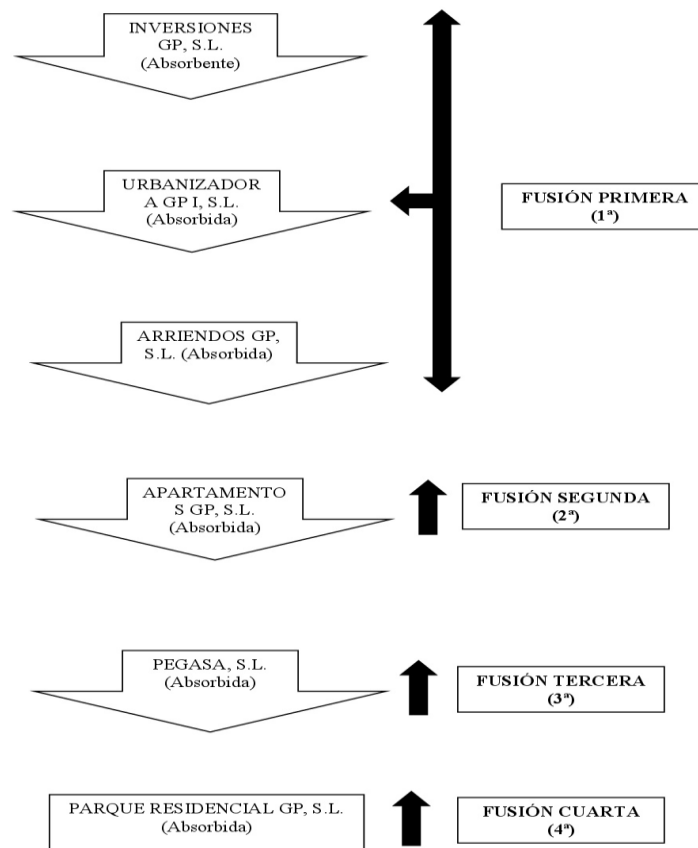 INVERSIONES
GP, S.L.
(Absorbente)
URBANIZADOR
A GP I, S.L.
(Absorbida)
FUSIÓN PRIMERA
(1ª)
ARRIENDOS GP,
S.L. (Absorbida)
APARTAMENTO
S GP, S.L.
(Absorbida)
FUSIÓN SEGUNDA
(2ª)
PEGASA, S.L.
(Absorbida)
FUSIÓN TERCERA
(3ª)
PARQUE RESIDENCIAL GP, S.L.
(Absorbida)
FUSIÓN CUARTA
(4ª)